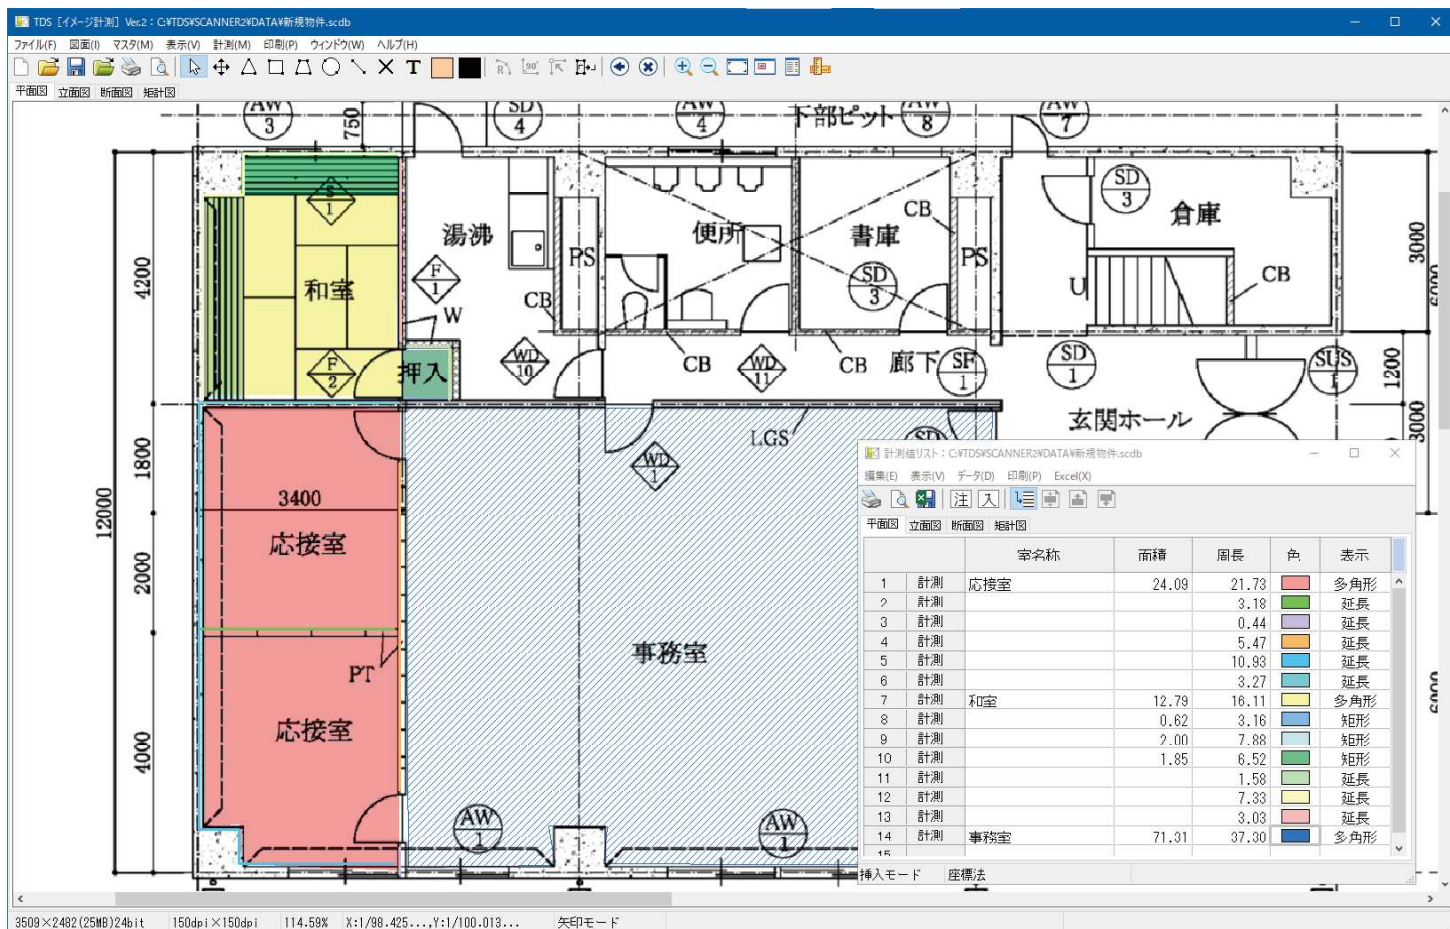 TDS［イメージ計測］Ver.2：C:¥TDS¥SCANNER2¥DATA¥新規物件.scdb
ファイル(F) 図面(I) マスタ(M) 表示(V) 計測(M) 印刷(P) ウインドウ(W) ヘルプ(H)
T
平面図 立面図 断面図 矩計図
AW 3
750
SD 4
AW 4
下部ピット
AW 8
AW 7
S 1
湯沸
便所
書庫
CB
SD 3
倉庫
3000
4200
和室
F 1
PS
SD 3
PS
U
CB
6000
W
CB
F 2
押入
WD 10
CB
WD 11
CB
廊下
SF 1
SD 1
SUS 1
1200
玄関ホール
3000
LGS
SD
1800
WD 1
12000
3400
応接室
2000
事務室
PT
応接室
4000
AW 1
AW 1
6000
計測値リスト：C:¥TDS¥SCANNER2¥DATA¥新規物件.scdb
編集(E) 表示(V) データ(D) 印刷(P) Excel(X)
注 入
平面図 立面図 断面図 矩計図
室名称 面積 周長 色 表示
1 計測 応接室 24.09 21.73 多角形
2 計測 3.18 延長
3 計測 0.44 延長
4 計測 5.47 延長
5 計測 10.93 延長
6 計測 3.27 延長
7 計測 和室 12.79 16.11 多角形
8 計測 0.62 3.16 矩形
9 計測 2.00 7.88 矩形
10 計測 1.85 6.52 矩形
11 計測 1.58 延長
12 計測 7.33 延長
13 計測 3.03 延長
14 計測 事務室 71.31 37.30 多角形
15
挿入モード 座標法
3509×2482(25MB)24bit 150dpi×150dpi 114.59% X:1/98.425...,Y:1/100.013... 矢印モード